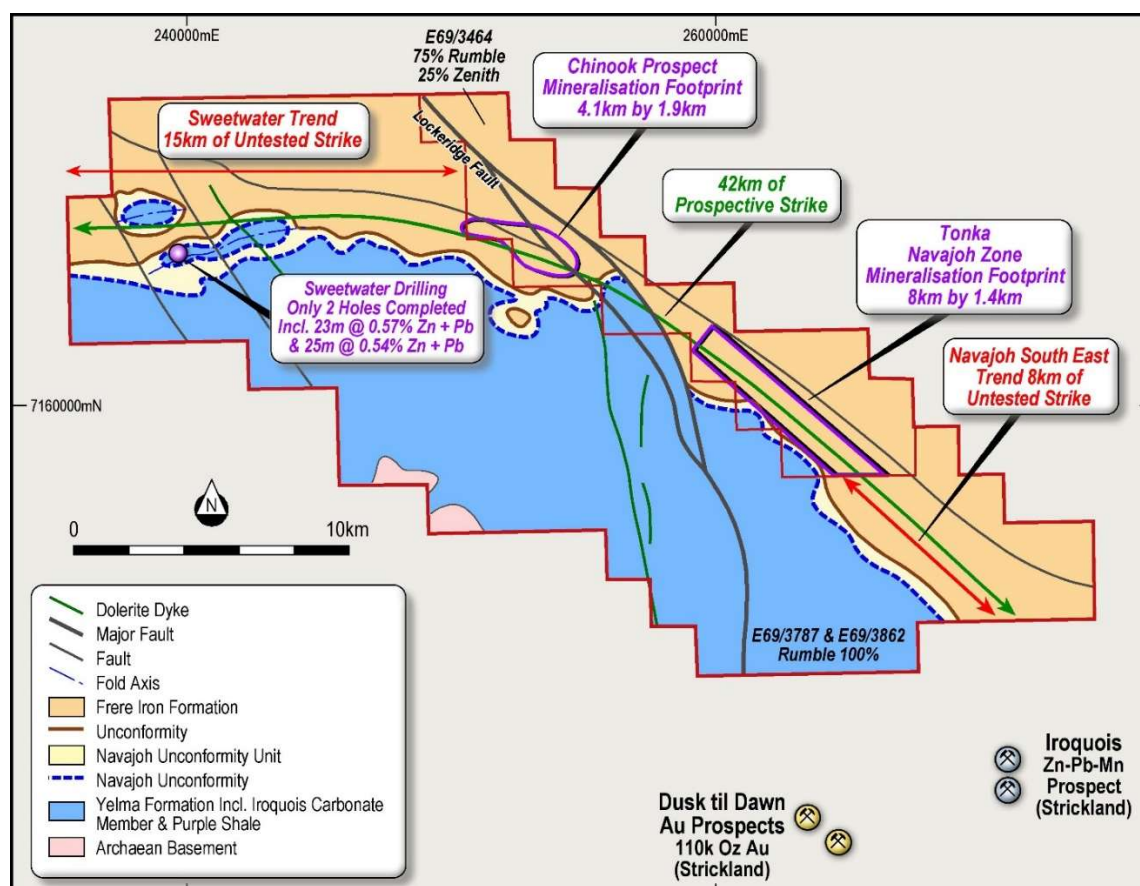 240000mE
260000mE
E69/3464
75% Rumble
25% Zenith
Chinook Prospect
Mineralisation Footprint
4.1km by 1.9km
Sweetwater Trend
15km of Untested Strike
Lockeridge Fault
42km of
Prospective Strike
Tonka
Navajoh Zone
Mineralisation Footprint
8km by 1.4km
Sweetwater Drilling
Only 2 Holes Completed
Incl. 23m @ 0.57% Zn + Pb
& 25m @ 0.54% Zn + Pb
Navajoh South East
Trend 8km of
Untested Strike
7160000mN
N
0
10km
Dolerite Dyke
Major Fault
Fault
Fold Axis
Frere Iron Formation
Unconformity
Navajoh Unconformity Unit
Navajoh Unconformity
Yelma Formation Incl. Iroquois Carbonate
Member & Purple Shale
Archaean Basement
E69/3787 & E69/3862
Rumble 100%
Iroquois
Zn-Pb-Mn
Prospect
(Strickland)
Dusk til Dawn
Au Prospects
110k Oz Au
(Strickland)